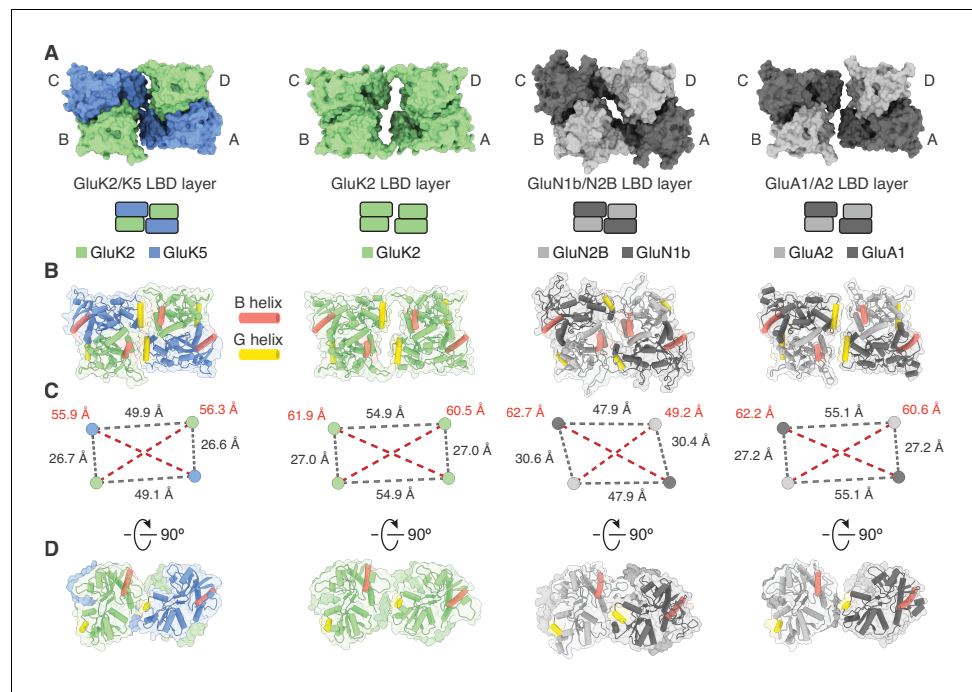 A
C D B A
C D B A
C D B A
C D B A
GluK2/K5 LBD layer
GluK2 LBD layer
GluN1b/N2B LBD layer
GluA1/A2 LBD layer
GluK2 GluK5
GluK2
GluN2B GluN1b
GluA2 GluA1
B
B helix
G helix
C
55.9 Å 49.9 Å 56.3 Å
26.7 Å 26.6 Å
49.1 Å
61.9 Å 54.9 Å 60.5 Å
27.0 Å 27.0 Å
54.9 Å
62.7 Å 47.9 Å 49.2 Å
30.6 Å 30.4 Å
47.9 Å
62.2 Å 55.1 Å 60.6 Å
27.2 Å 27.2 Å
55.1 Å
90º
90º
90º
90º
D